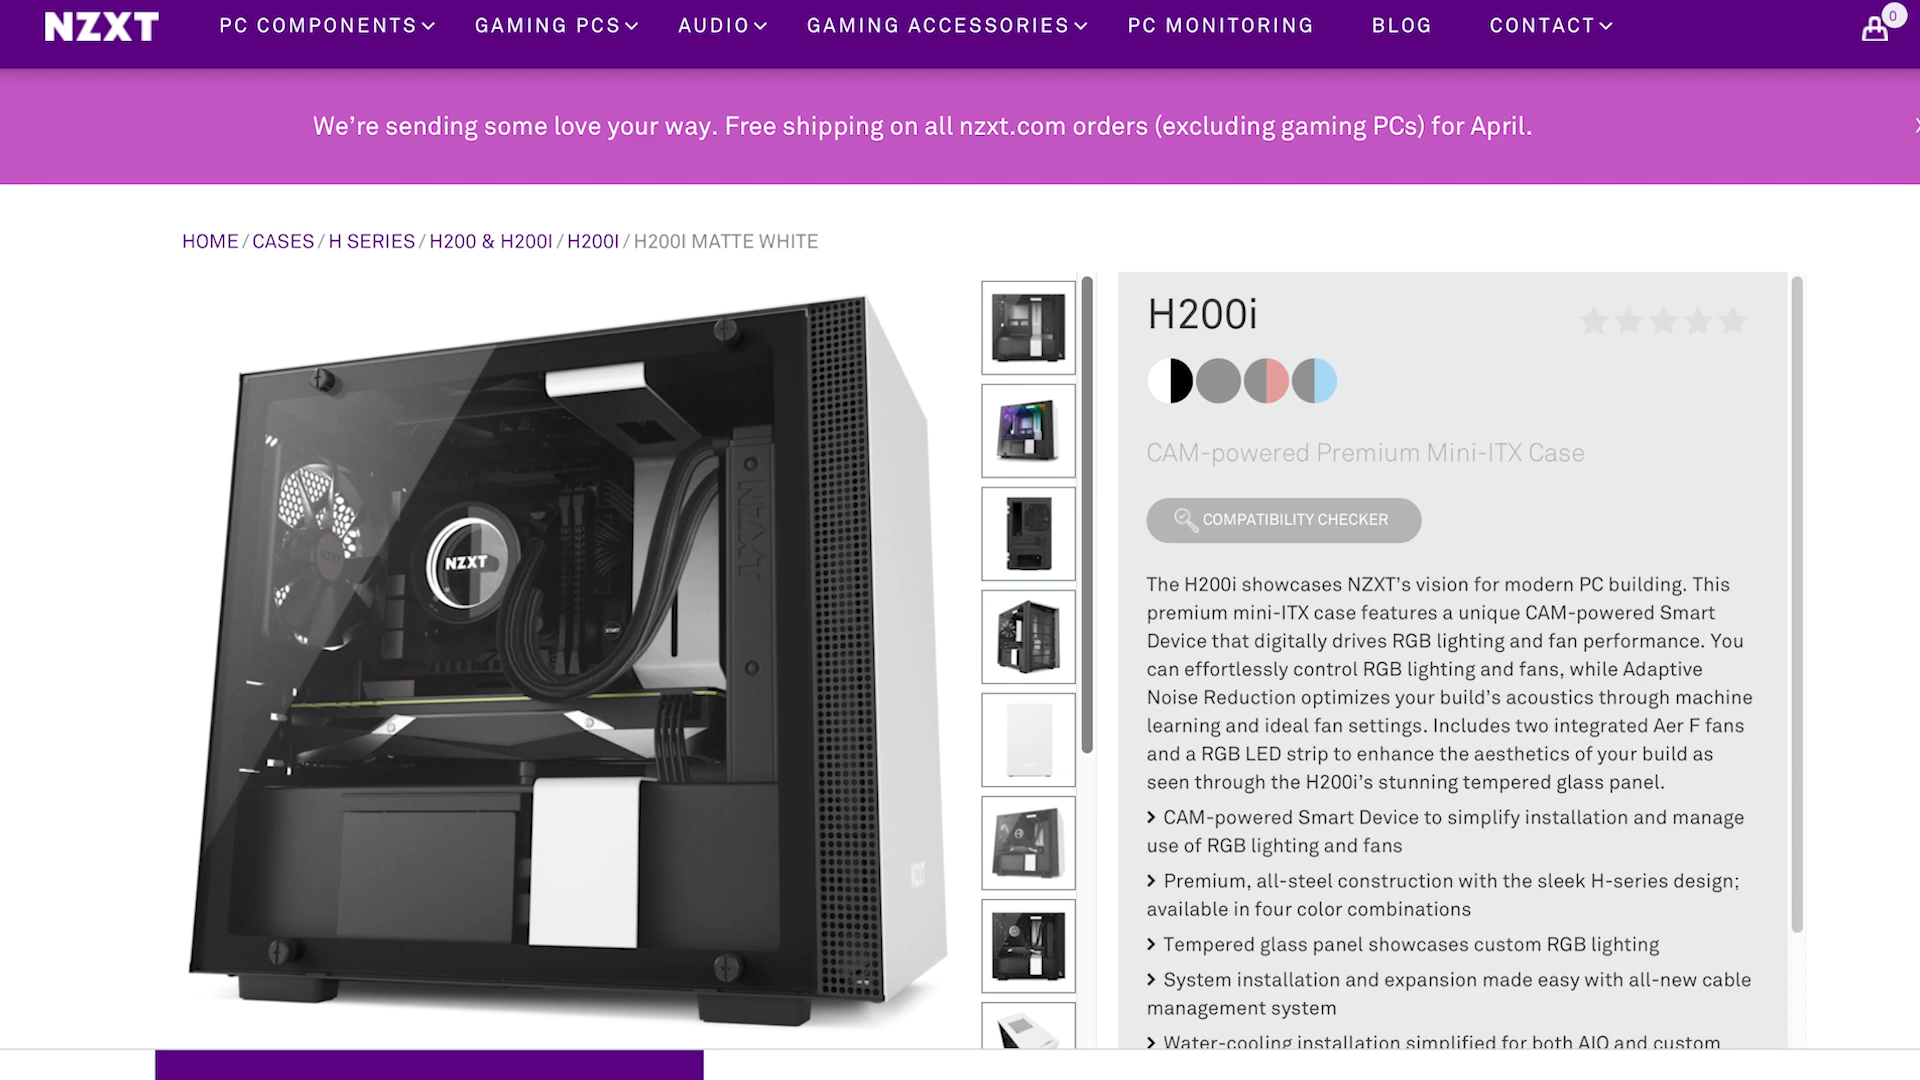 NZXT
PC COMPONENTS
GAMING PCS
AUDIO
GAMING ACCESSORIES
PC MONITORING
BLOG
CONTACT
0
We’re sending some love your way. Free shipping on all nzxt.com orders (excluding gaming PCs) for April.
HOME / CASES / H SERIES / H200 & H200I / H200I / H200I MATTE WHITE
NZXT
NZXT
START
NZXT
H200i
CAM-powered Premium Mini-ITX Case
COMPATIBILITY CHECKER
The H200i showcases NZXT’s vision for modern PC building. This
premium mini-ITX case features a unique CAM-powered Smart
Device that digitally drives RGB lighting and fan performance. You
can effortlessly control RGB lighting and fans, while Adaptive
Noise Reduction optimizes your build’s acoustics through machine
learning and ideal fan settings. Includes two integrated Aer F fans
and a RGB LED strip to enhance the aesthetics of your build as
seen through the H200i’s stunning tempered glass panel.
CAM-powered Smart Device to simplify installation and manage
use of RGB lighting and fans
Premium, all-steel construction with the sleek H-series design;
available in four color combinations
Tempered glass panel showcases custom RGB lighting
System installation and expansion made easy with all-new cable
management system
Water-cooling installation simplified for both AIO and custom